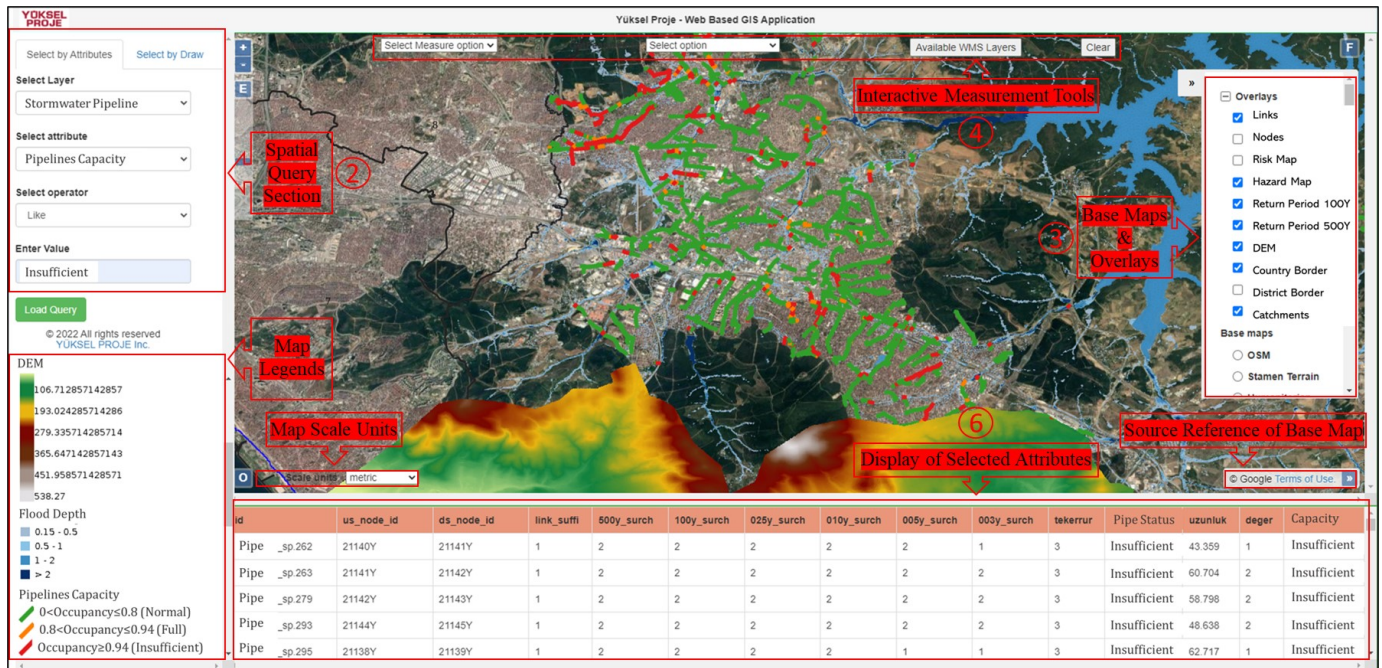 YÜKSEL
PROJE
Yüksel Proje - Web Based GIS Application
Select by Attributes Select by Draw
Select Layer
Stormwater Pipeline
Select attribute
Pipelines Capacity
Select operator
Like
Enter Value
Insufficient
Load Query
© 2022 All rights reserved
YÜKSEL PROJE Inc.
DEM
106.712857142857
193.024285714286
279.335714285714
365.647142857143
451.958571428571
538.27
Flood Depth
0.15 - 0.5
0.5 - 1
1 - 2
> 2
Pipelines Capacity
0<Occupancy≤0.8 (Normal)
0.8<Occupancy≤0.94 (Full)
Occupancy≥0.94 (Insufficient)
+
-
E
Select Measure option Select option Available WMS Layers Clear
F
Interactive Measurement Tools
④
Spatial
Query
Section
②
Base Maps
&
Overlays
③
»
Overlays
Links
Nodes
Risk Map
Hazard Map
Return Period 100Y
Return Period 500Y
DEM
Country Border
District Border
Catchments
Base maps
OSM
Stamen Terrain
Map
Legends
Map Scale Units
⑥
Display of Selected Attributes
Source Reference of Base Map
O
Scale units metric
© Google Terms of Use. »
id us_node_id ds_node_id link_suffi 500y_surch 100y_surch 025y_surch 010y_surch 005y_surch 003y_surch tekerrur Pipe Status uzunluk deger Capacity
Pipe _sp.262 21140Y 21141Y 1 2 2 2 2 2 1 3 Insufficient 43.359 1 Insufficient
Pipe _sp.263 21141Y 21142Y 1 2 2 2 2 2 2 3 Insufficient 60.704 2 Insufficient
Pipe _sp.279 21142Y 21143Y 1 2 2 2 2 2 2 3 Insufficient 58.798 2 Insufficient
Pipe _sp.293 21144Y 21145Y 1 2 2 2 2 2 2 3 Insufficient 48.638 2 Insufficient
Pipe _sp.295 21138Y 21139Y 1 2 2 2 2 1 1 3 Insufficient 62.717 1 Insufficient